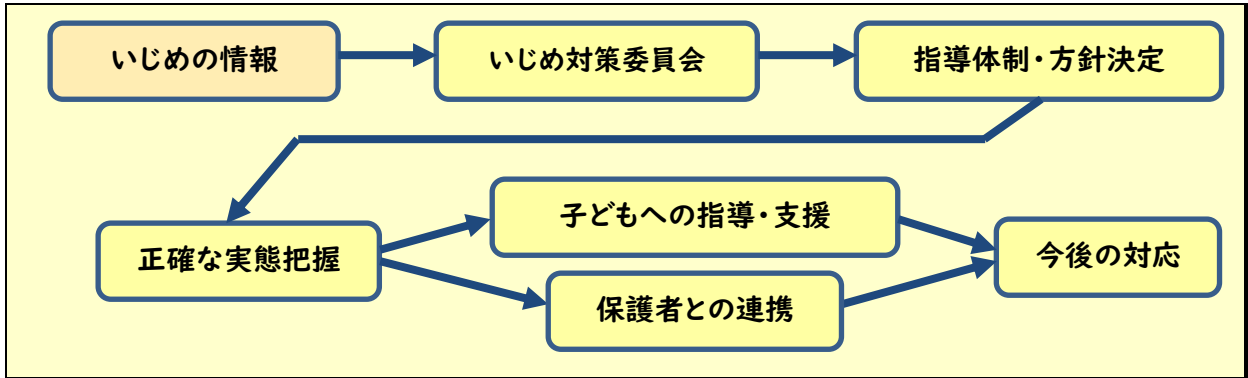 いじめの情報
いじめ対策委員会
指導体制・方針決定
正確な実態把握
子どもへの指導・支援
保護者との連携
今後の対応